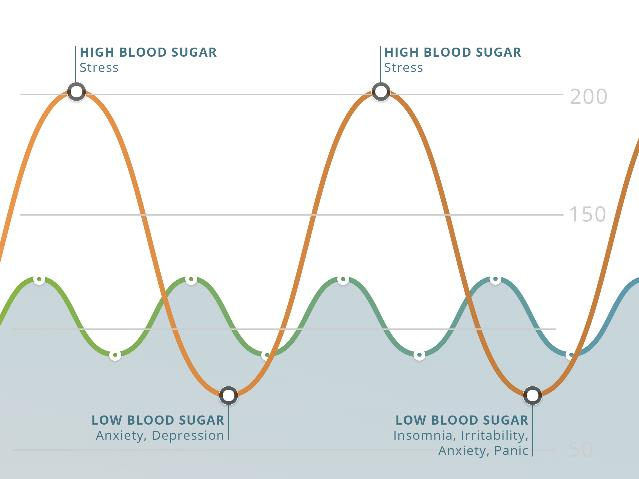 HIGH BLOOD SUGAR
Stress
HIGH BLOOD SUGAR
Stress
200
150
LOW BLOOD SUGAR
Anxiety, Depression
LOW BLOOD SUGAR
Insomnia, Irritability,
Anxiety, Panic
50